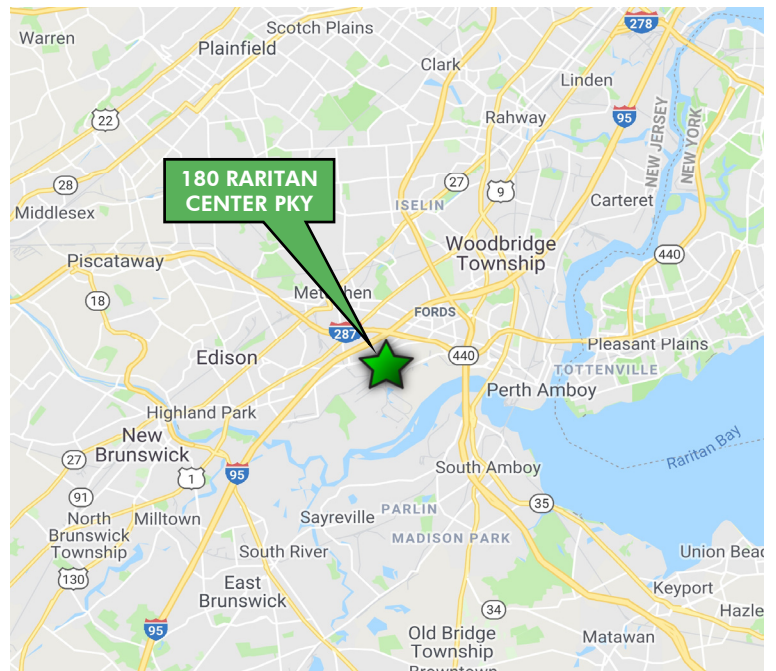 Scotch Plains
278
Warren
Plainfield
Clark
Linden
22
Rahway
95
NEW JERSEY
NEW YORK
180 RARITAN
CENTER PKY
28
27
9
Middlesex
ISELIN
Carteret
Woodbridge
Township
440
Piscataway
18
FORDS
287
Edison
440
Pleasant Plains
TOTTENVILLE
Perth Amboy
Highland Park
New
Brunswick
Raritan Bay
27
1
95
South Amboy
91
35
North
Brunswick
Township
Milltown
Sayreville
PARLIN
MADISON PARK
South River
Union Beac
130
East
Brunswick
Keyport
34
Hazle
95
Old Bridge
Township
Matawan